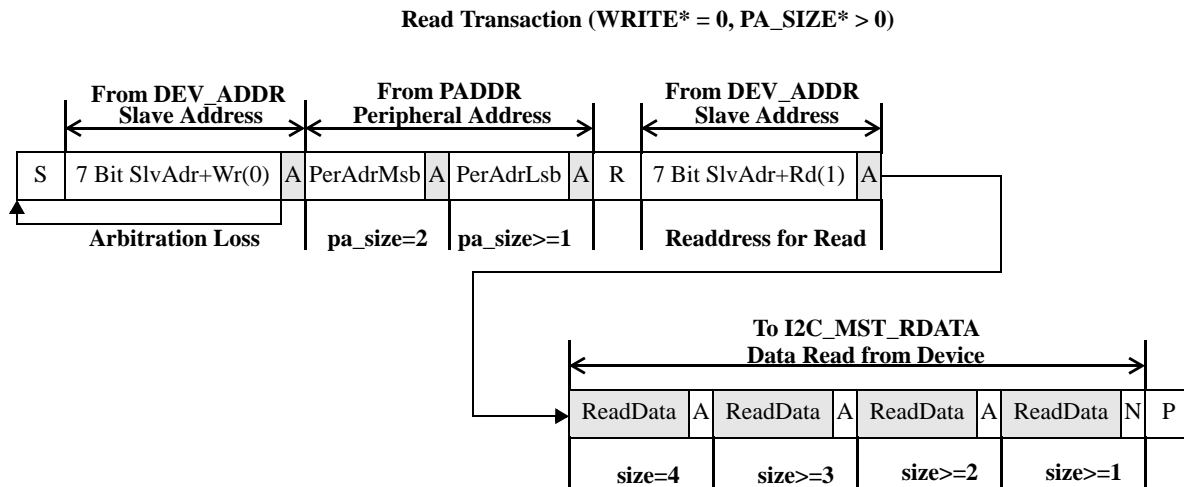 Read Transaction (WRITE* = 0, PA_SIZE* > 0)
From DEV_ADDR From PADDR From DEV_ADDR
Slave Address Peripheral Address Slave Address
S 7 Bit SlvAdr+Wr(0) A PerAdrMsb A PerAdrLsb A R 7 Bit SlvAdr+Rd(1) A
Arbitration Loss pa_size=2 pa_size>=1 Readdress for Read
To I2C_MST_RDATA
Data Read from Device
ReadData A ReadData A ReadData A ReadData N P
size=4 size>=3 size>=2 size>=1